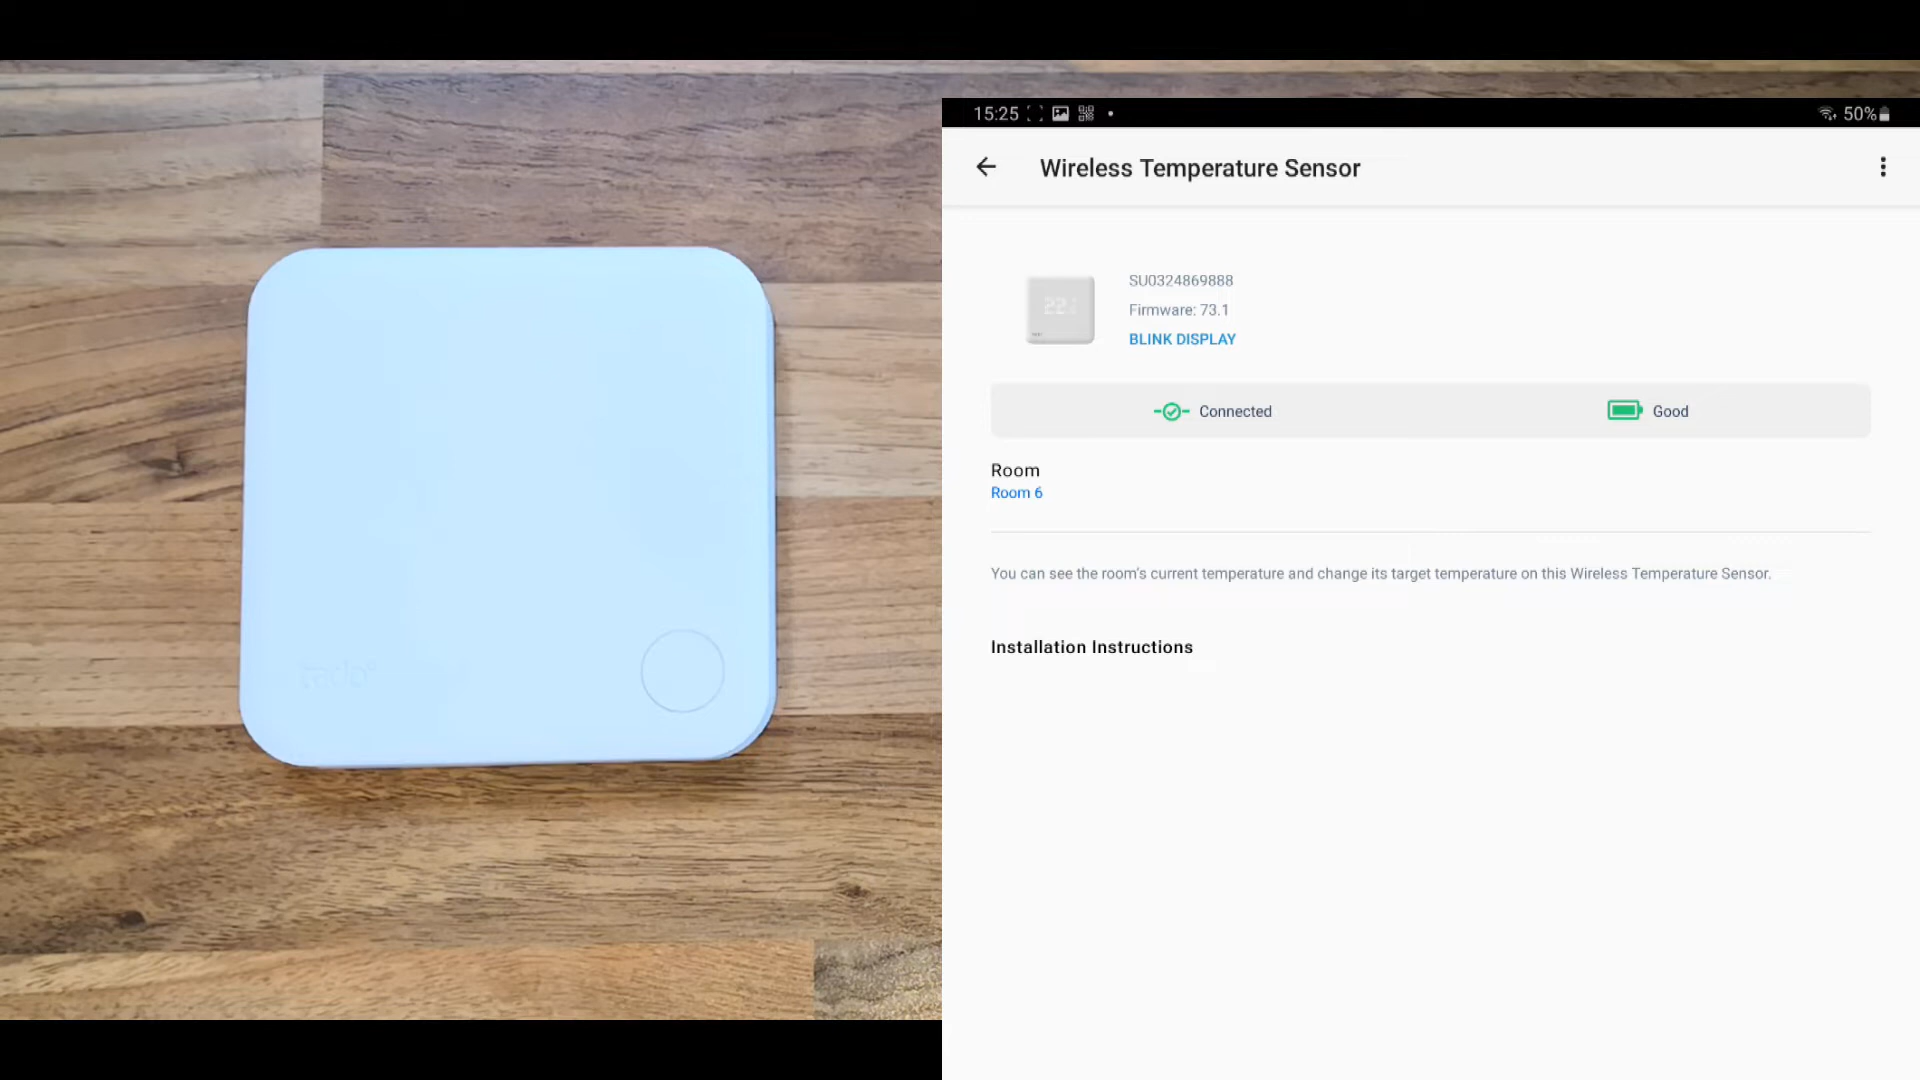 tado°
15:25
50%
Wireless Temperature Sensor
SU0324869888
Firmware: 73.1
BLINK DISPLAY
Connected
Good
Room
Room 6
You can see the room's current temperature and change its target temperature on this Wireless Temperature Sensor.
Installation Instructions